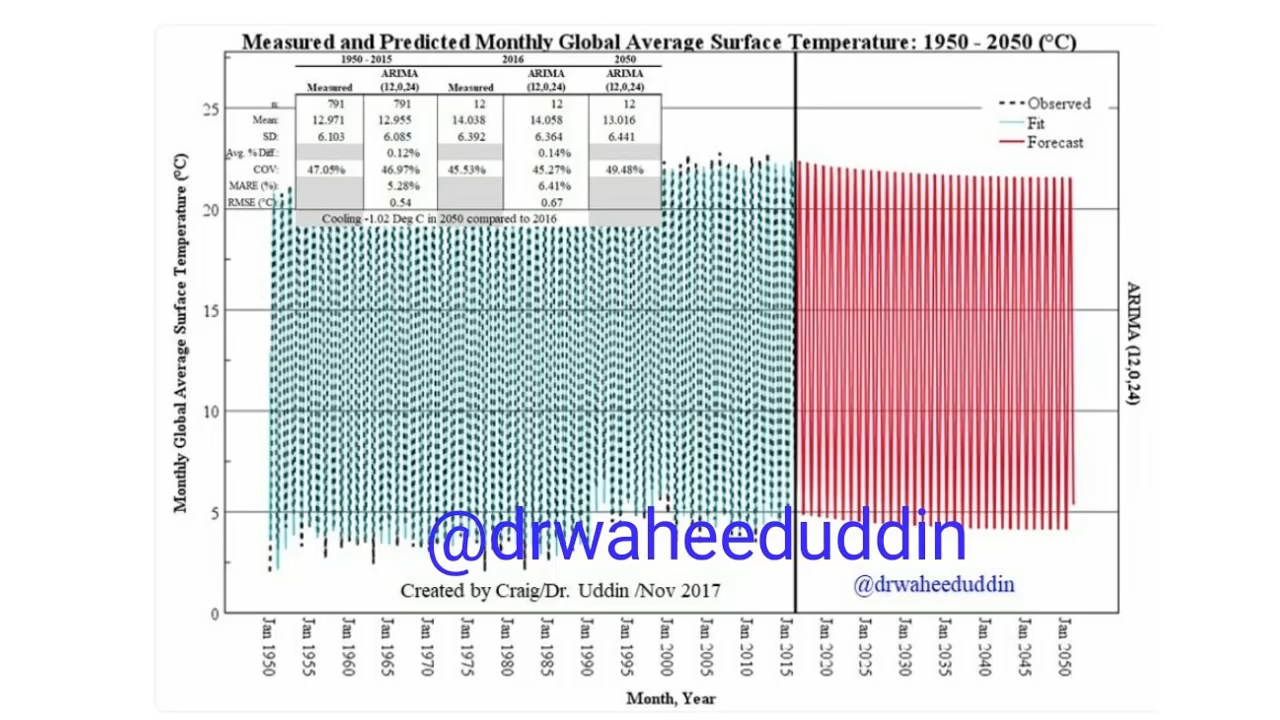 Measured and Predicted Monthly Global Average Surface Temperature: 1950 - 2050 (°C)
1950 - 2015 2016 2050
Measured ARIMA (12,0,24) Measured ARIMA (12,0,24) ARIMA (12,0,24)
n: 791 791 12 12 12
Mean: 12.971 12.955 14.038 14.058 13.016
SD: 6.103 6.085 6.392 6.364 6.441
Avg. % Diff.: 0.12% 0.14%
COV: 47.05% 46.97% 45.53% 45.27% 49.48%
MARE (%): 5.28% 6.41%
RMSE (°C): 0.54 0.67
Cooling -1.02 Deg C in 2050 compared to 2016
Observed
Fit
Forecast
Monthly Global Average Surface Temperature (°C)
25
20
15
10
5
0
ARIMA (12,0,24)
@drwaheeduddin
Created by Craig/Dr. Uddin /Nov 2017
@drwaheeduddin
Jan 1950 Jan 1955 Jan 1960 Jan 1965 Jan 1970 Jan 1975 Jan 1980 Jan 1985 Jan 1990 Jan 1995 Jan 2000 Jan 2005 Jan 2010 Jan 2015 Jan 2020 Jan 2025 Jan 2030 Jan 2035 Jan 2040 Jan 2045 Jan 2050
Month, Year